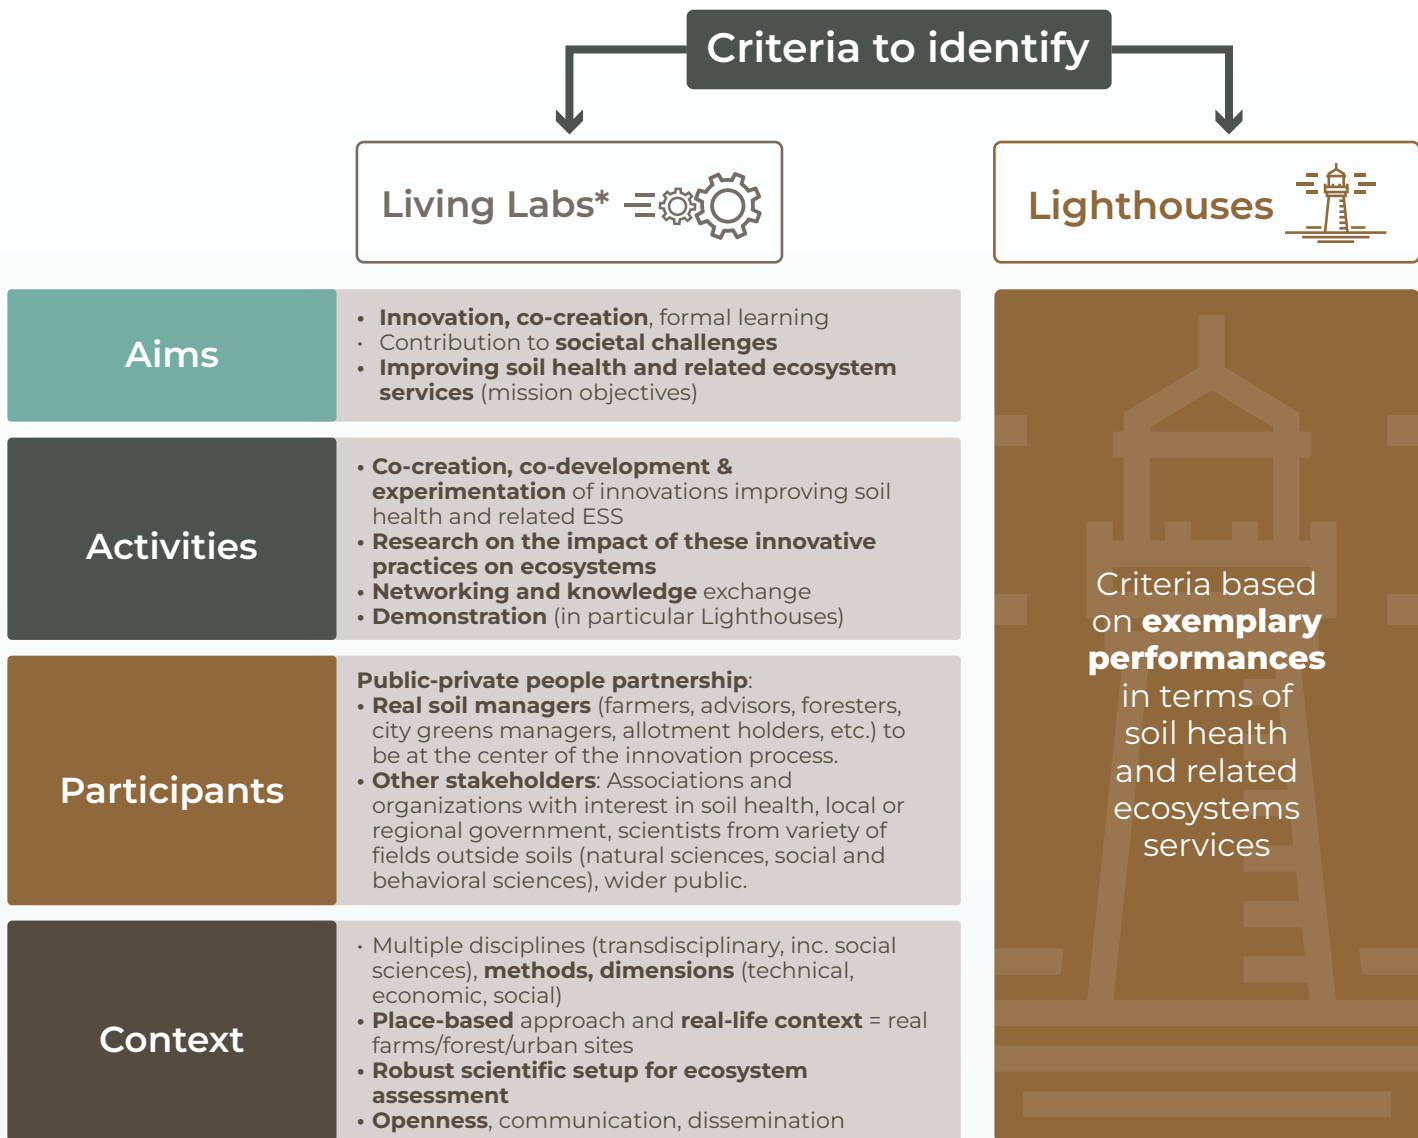 Criteria to identify
Living Labs*
Lighthouses
Aims
• Innovation, co-creation, formal learning
· Contribution to societal challenges
• Improving soil health and related ecosystem
services (mission objectives)
Activities
• Co-creation, co-development &
experimentation of innovations improving soil
health and related ESS
• Research on the impact of these innovative
practices on ecosystems
• Networking and knowledge exchange
• Demonstration (in particular Lighthouses)
Participants
Public-private people partnership:
• Real soil managers (farmers, advisors, foresters,
city greens managers, allotment holders, etc.) to
be at the center of the innovation process.
• Other stakeholders: Associations and
organizations with interest in soil health, local or
regional government, scientists from variety of
fields outside soils (natural sciences, social and
behavioral sciences), wider public.
Context
· Multiple disciplines (transdisciplinary, inc. social
sciences), methods, dimensions (technical,
economic, social)
• Place-based approach and real-life context = real
farms/forest/urban sites
• Robust scientific setup for ecosystem
assessment
• Openness, communication, dissemination
Criteria based
on exemplary
performances
in terms of
soil health
and related
ecosystems
services